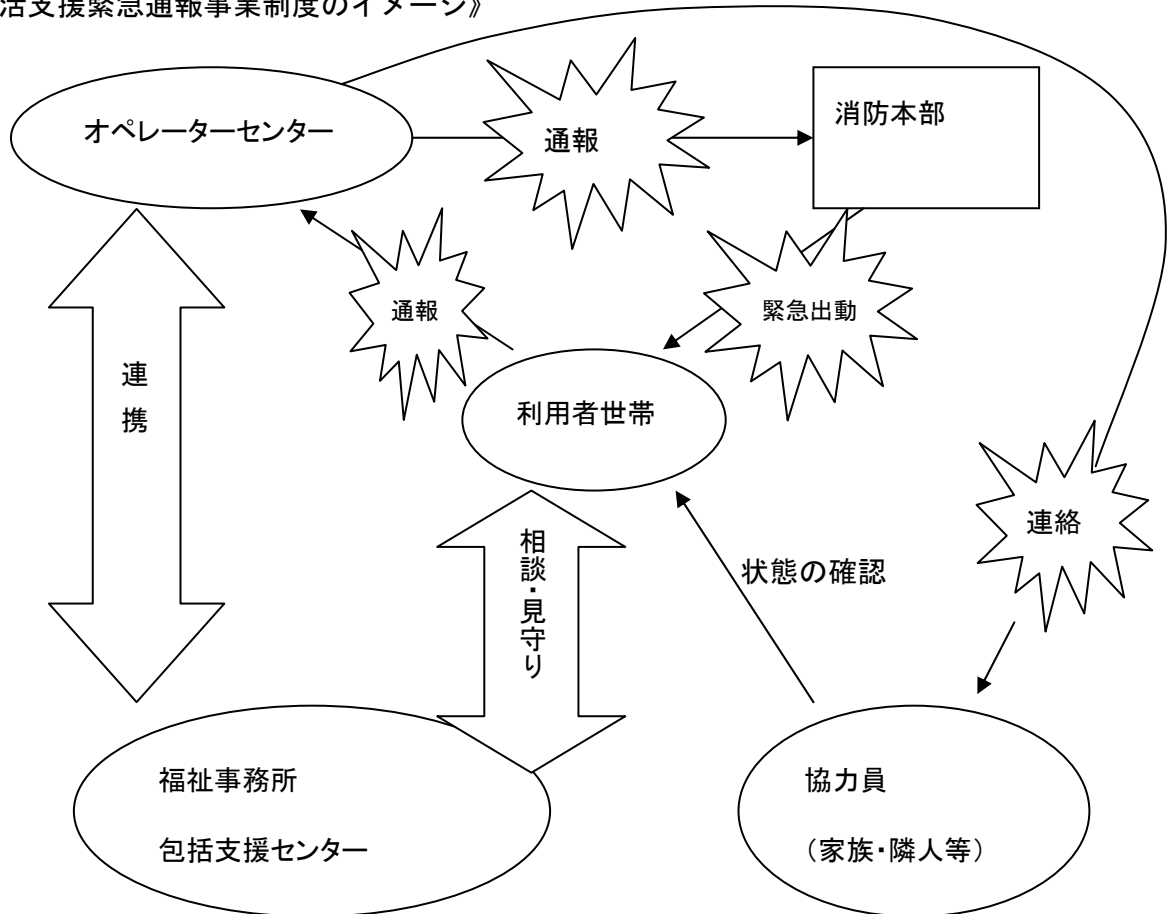 活支援緊急通報事業制度のイメージ》
オペレーターセンター
通報
消防本部
通報
緊急出動
連
携
利用者世帯
連絡
相談・見守り
状態の確認
福祉事務所
包括支援センター
協力員
（家族・隣人等）